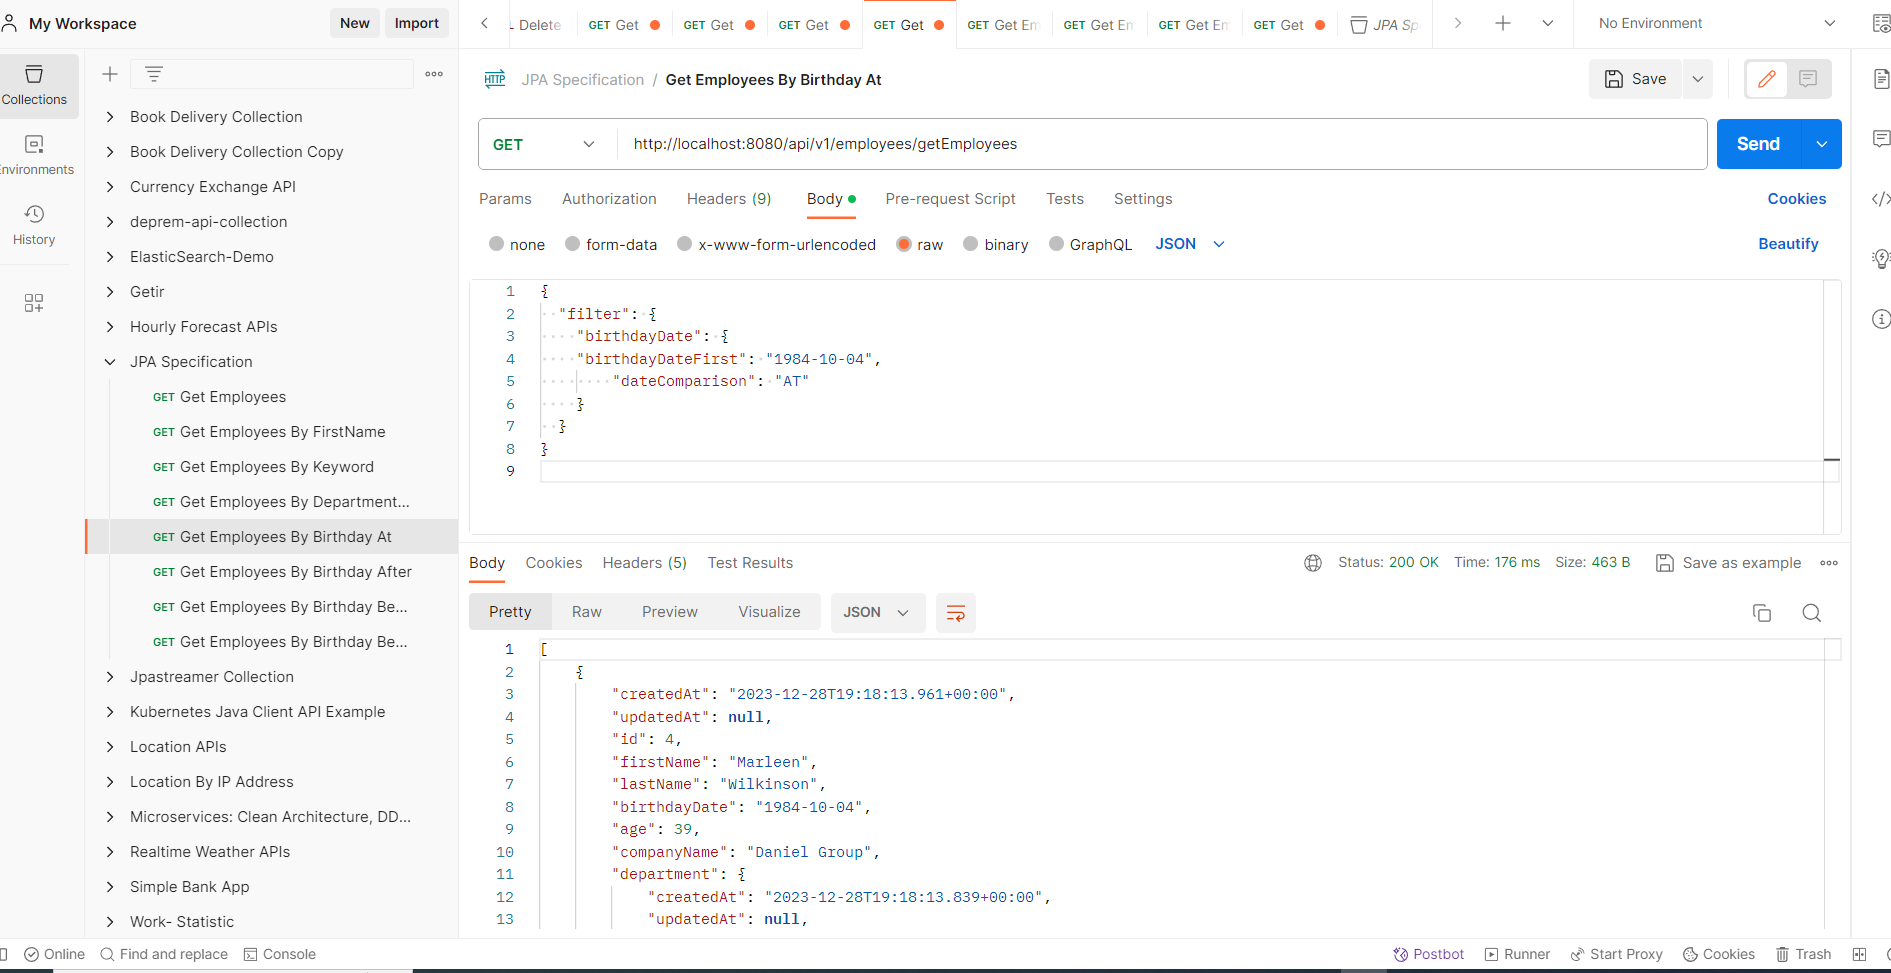 My Workspace
New
Import
Delete
GET Get
GET Get
GET Get
GET Get
GET Get Em
GET Get Em
GET Get Em
GET Get
JPA Sp
No Environment
Collections
Environments
History
Book Delivery Collection
Book Delivery Collection Copy
Currency Exchange API
deprem-api-collection
ElasticSearch-Demo
Getir
Hourly Forecast APIs
JPA Specification
GET Get Employees
GET Get Employees By FirstName
GET Get Employees By Keyword
GET Get Employees By Department...
GET Get Employees By Birthday At
GET Get Employees By Birthday After
GET Get Employees By Birthday Be...
GET Get Employees By Birthday Be...
Jpastreamer Collection
Kubernetes Java Client API Example
Location APIs
Location By IP Address
Microservices: Clean Architecture, DD...
Realtime Weather APIs
Simple Bank App
Work- Statistic
HTTP JPA Specification / Get Employees By Birthday At
Save
GET http://localhost:8080/api/v1/employees/getEmployees
Send
Params Authorization Headers (9) Body Pre-request Script Tests Settings Cookies
none form-data x-www-form-urlencoded raw binary GraphQL JSON Beautify
1 {
2 "filter": {
3 "birthdayDate": {
4 "birthdayDateFirst": "1984-10-04",
5 "dateComparison": "AT"
6 }
7 }
8 }
9
Body Cookies Headers (5) Test Results Status: 200 OK Time: 176 ms Size: 463 B Save as example
Pretty Raw Preview Visualize JSON
1 [
2 {
3 "createdAt": "2023-12-28T19:18:13.961+00:00",
4 "updatedAt": null,
5 "id": 4,
6 "firstName": "Marleen",
7 "lastName": "Wilkinson",
8 "birthdayDate": "1984-10-04",
9 "age": 39,
10 "companyName": "Daniel Group",
11 "department": {
12 "createdAt": "2023-12-28T19:18:13.839+00:00",
13 "updatedAt": null,
Online Find and replace Console Postbot Runner Start Proxy Cookies Trash